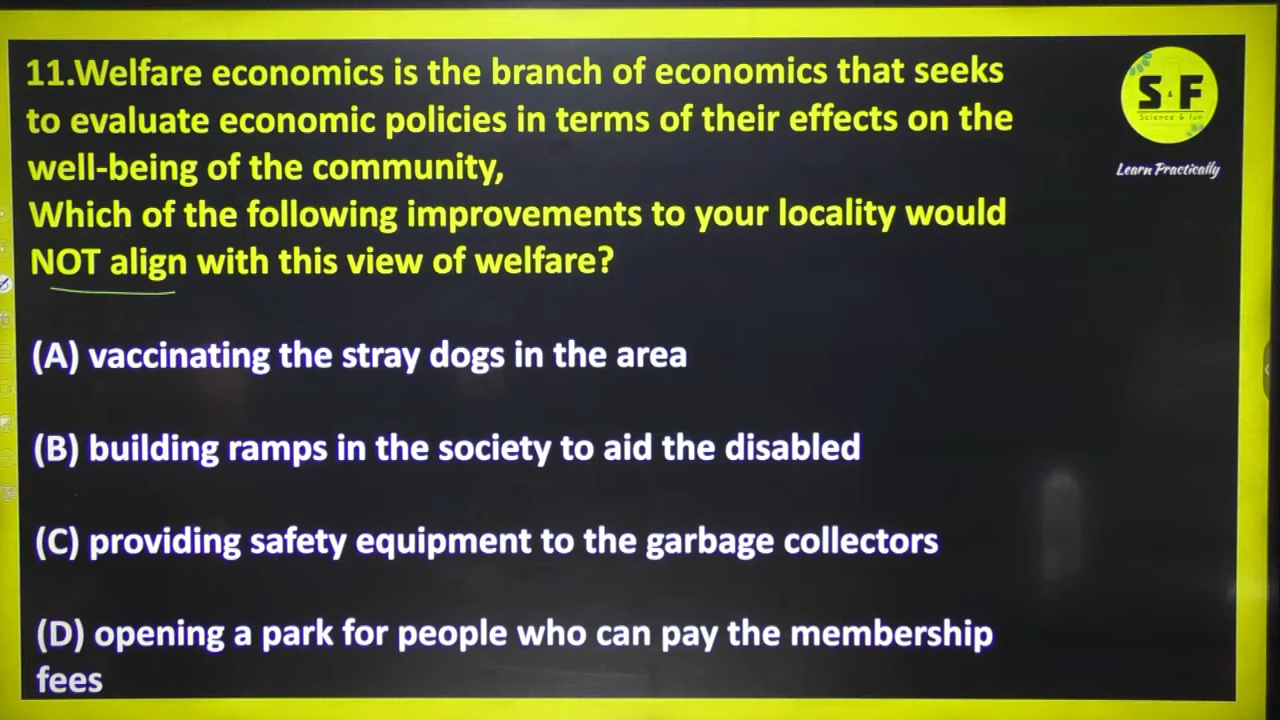 11.Welfare economics is the branch of economics that seeks
to evaluate economic policies in terms of their effects on the
well-being of the community,
Which of the following improvements to your locality would
NOT align with this view of welfare?
S & F
Science & fun
Learn Practically
(A) vaccinating the stray dogs in the area
(B) building ramps in the society to aid the disabled
(C) providing safety equipment to the garbage collectors
(D) opening a park for people who can pay the membership
fees